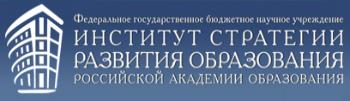 Федеральное государственное бюджетное научное учреждение
ИНСТИТУТ СТРАТЕГИИ
РАЗВИТИЯ ОБРАЗОВАНИЯ
РОССИЙСКОЙ АКАДЕМИИ ОБРАЗОВАНИЯ